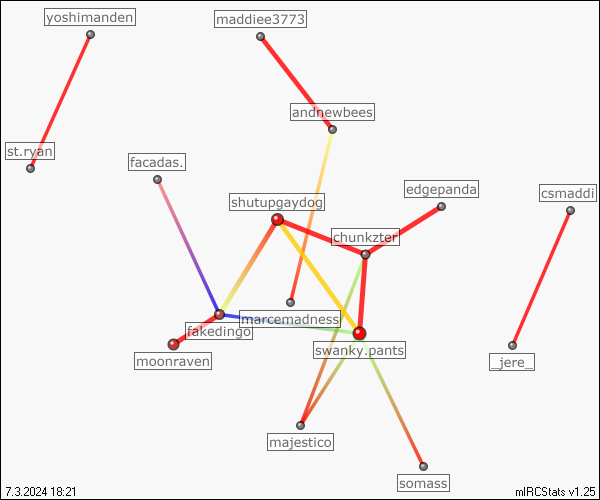 yoshimanden
maddiee3773
andrewbees
st.ryan
facadas.
edgepanda
csmaddi
shutupgaydog
chunkzter
marcemadness
fakedingo
swanky.pants
moonraven
_jere_
majestico
somass
7.3.2024 18:21
mIRCStats v1.25